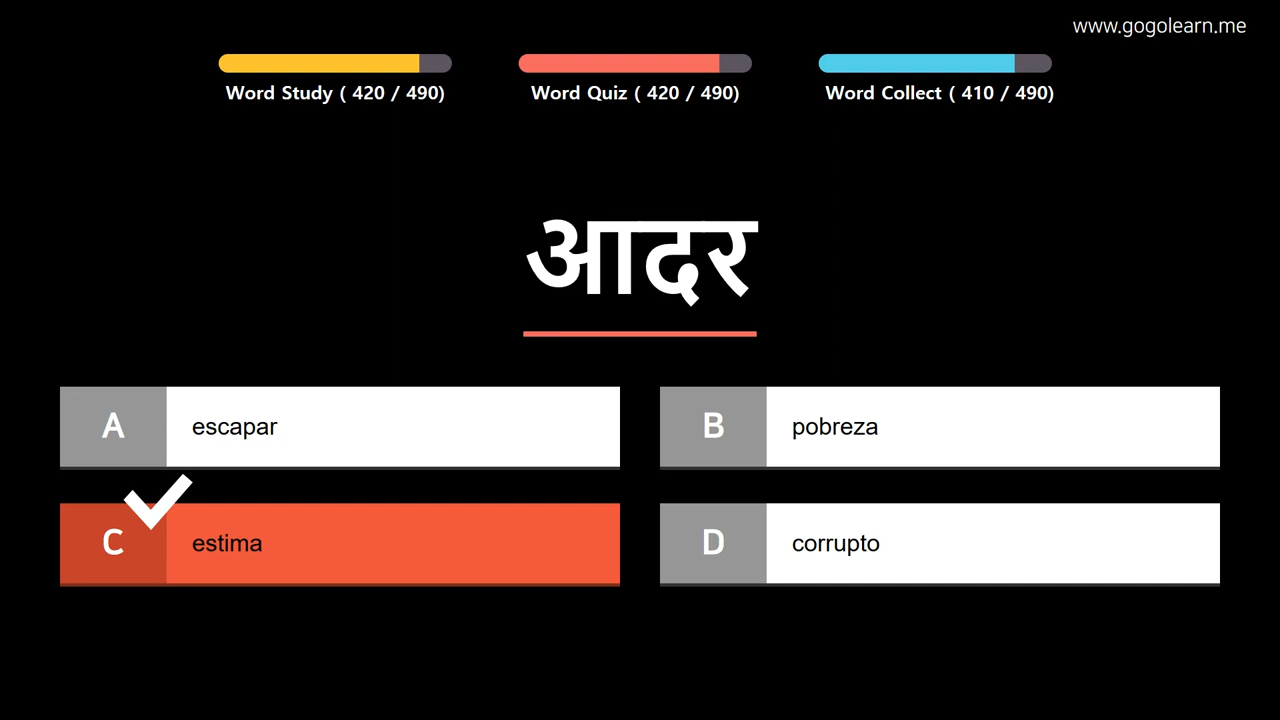 www.gogolearn.me
Word Study ( 420 / 490)
Word Quiz ( 420 / 490)
Word Collect ( 410 / 490)
आदर
A escapar
B pobreza
C estima
D corrupto